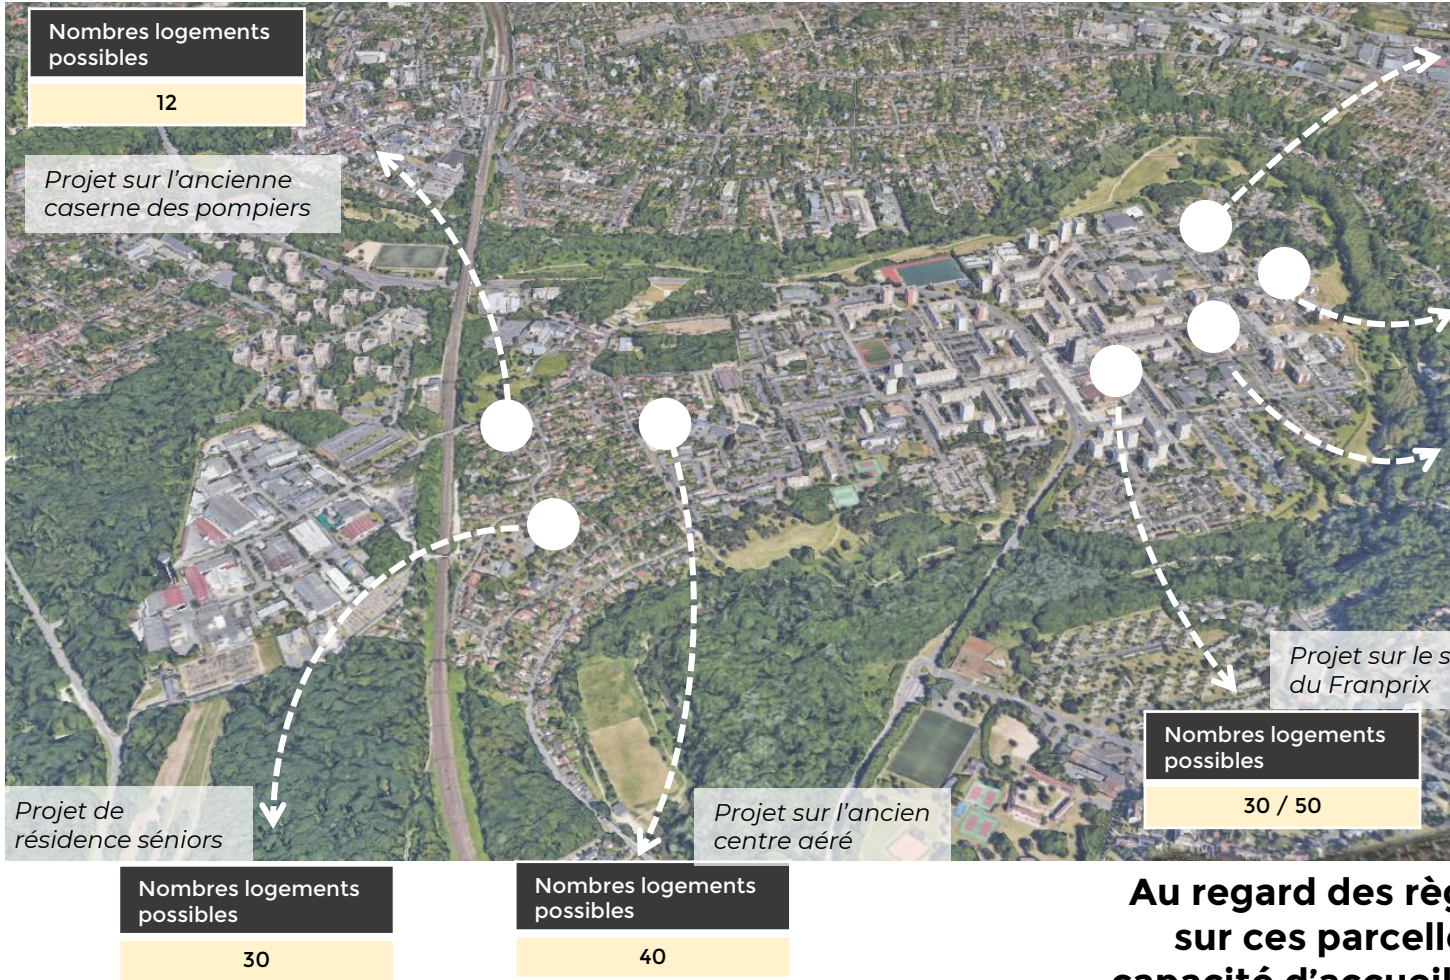 Nombres logements
possibles
12
Projet sur l'ancienne
caserne des pompiers
Projet sur le
du Franprix
Nombres logements
possibles
30 / 50
Projet de
résidence séniors
Projet sur l'ancien
centre aéré
Nombres logements
possibles
30
Nombres logements
possibles
40
Au regard des
sur ces
capacité d'accueil